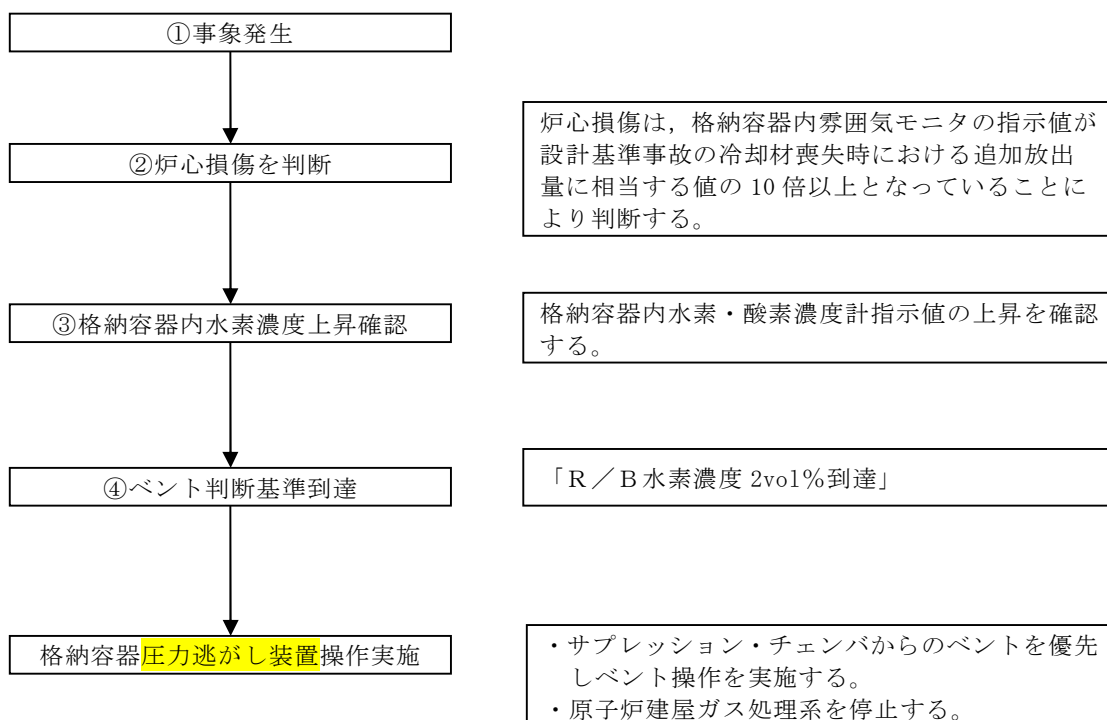 ①事象発生
②炉心損傷を判断
炉心損傷は，格納容器内雰囲気モニタの指示値が
設計基準事故の冷却材喪失時における追加放出
量に相当する値の 10 倍以上となっていることに
より判断する。
③格納容器内水素濃度上昇確認
格納容器内水素・酸素濃度計指示値の上昇を確認
する。
④ベント判断基準到達
「Ｒ／Ｂ水素濃度 2vol％到達」
格納容器圧力逃がし装置操作実施
・サプレッション・チェンバからのベントを優先
しベント操作を実施する。
・原子炉建屋ガス処理系を停止する。